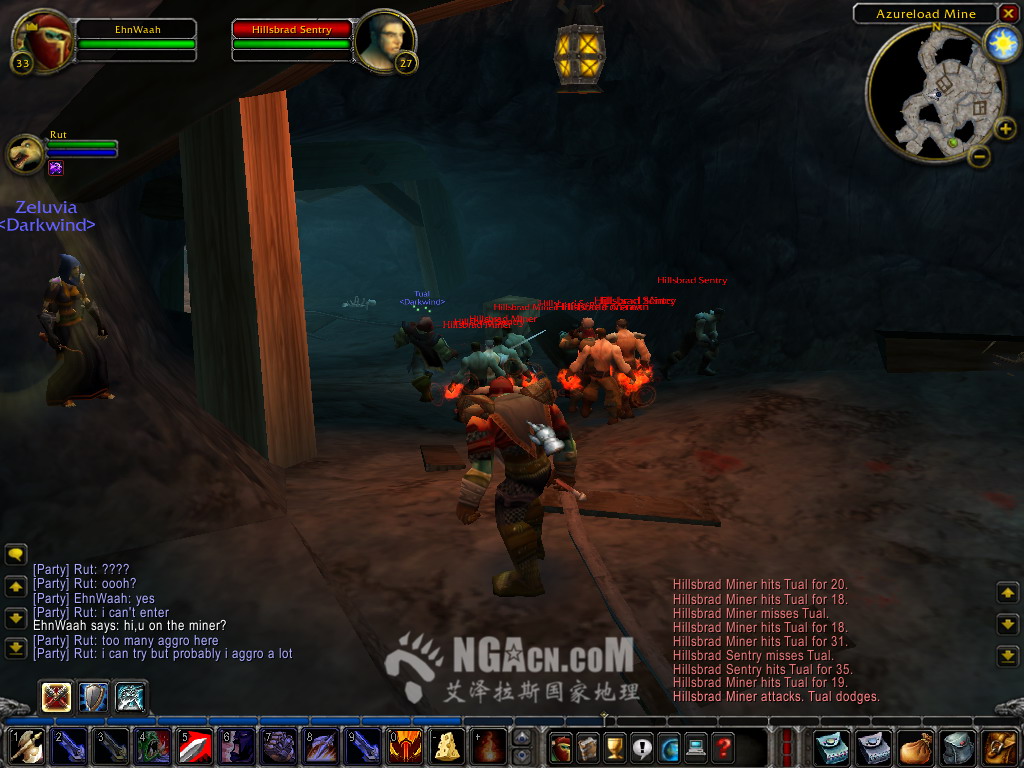 EhnWaah
33
Hillsbrad Sentry
27
Azureload Mine
N
Rut
Zeluvia
<Darkwind>
Hillsbrad Sentry
Tual
<Darkwind>
Hillsbrad Miner
Hillsbrad Miner
[Party] Rut: ????
[Party] Rut: oooh?
[Party] EhnWaah: yes
[Party] Rut: i can't enter
EhnWaah says: hi,u on the miner?
[Party] Rut: too many aggro here
[Party] Rut: i can try but probably i aggro a lot
Hillsbrad Miner hits Tual for 20.
Hillsbrad Miner hits Tual for 18.
Hillsbrad Miner misses Tual.
Hillsbrad Miner hits Tual for 18.
Hillsbrad Miner hits Tual for 31.
Hillsbrad Sentry misses Tual.
Hillsbrad Sentry hits Tual for 35.
Hillsbrad Miner hits Tual for 19.
Hillsbrad Miner attacks. Tual dodges.
NGACN.COM
艾泽拉斯国家地理
1 2 3 4 5 6 7 8 9 0 - +